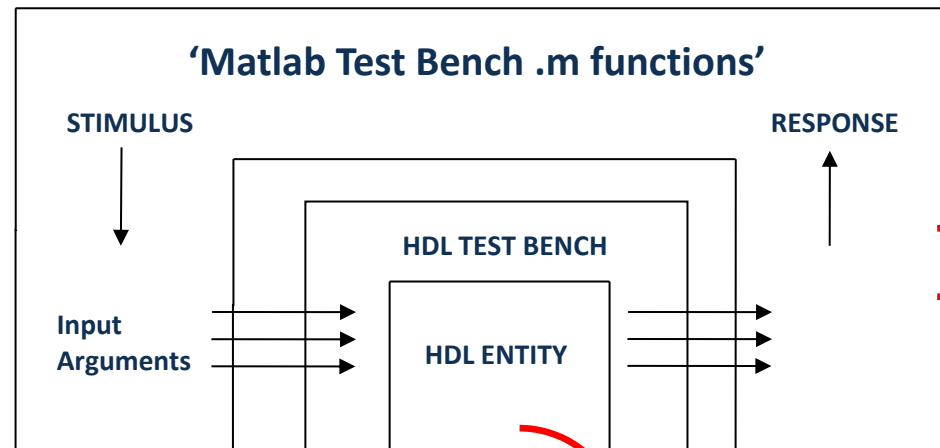 ‘Matlab Test Bench .m functions’
STIMULUS
RESPONSE
HDL TEST BENCH
Input
Arguments
HDL ENTITY